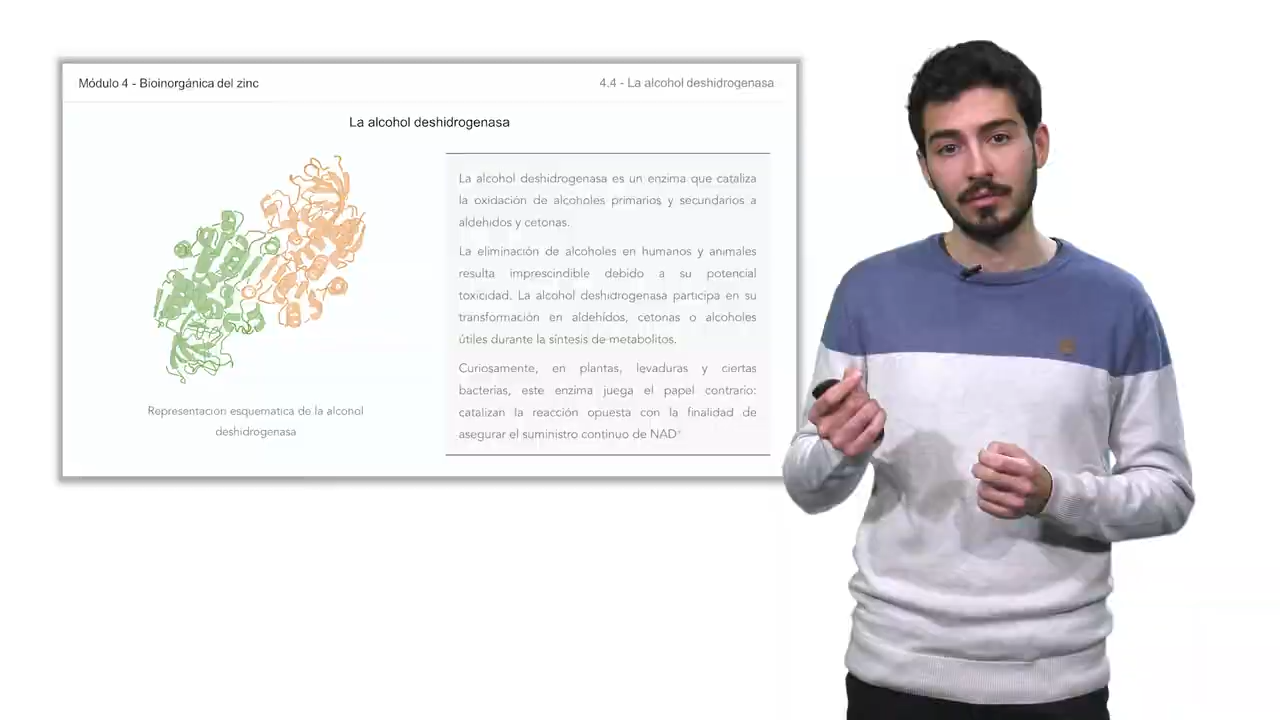 Módulo 4 - Bioinorgánica del zinc
4.4 - La alcohol deshidrogenasa
La alcohol deshidrogenasa
La alcohol deshidrogenasa es un enzima que cataliza
la oxidación de alcoholes primarios y secundarios a
aldehidos y cetonas.
La eliminación de alcoholes en humanos y animales
resulta imprescindible debido a su potencial
toxicidad. La alcohol deshidrogenasa participa en su
transformación en aldehídos, cetonas o alcoholes
útiles durante la síntesis de metabolitos.
Curiosamente, en plantas, levaduras y ciertas
bacterias, este enzima juega el papel contrario:
catalizan la reacción opuesta con la finalidad de
asegurar el suministro continuo de NAD⁺
Representación esquemática de la alcohol
deshidrogenasa